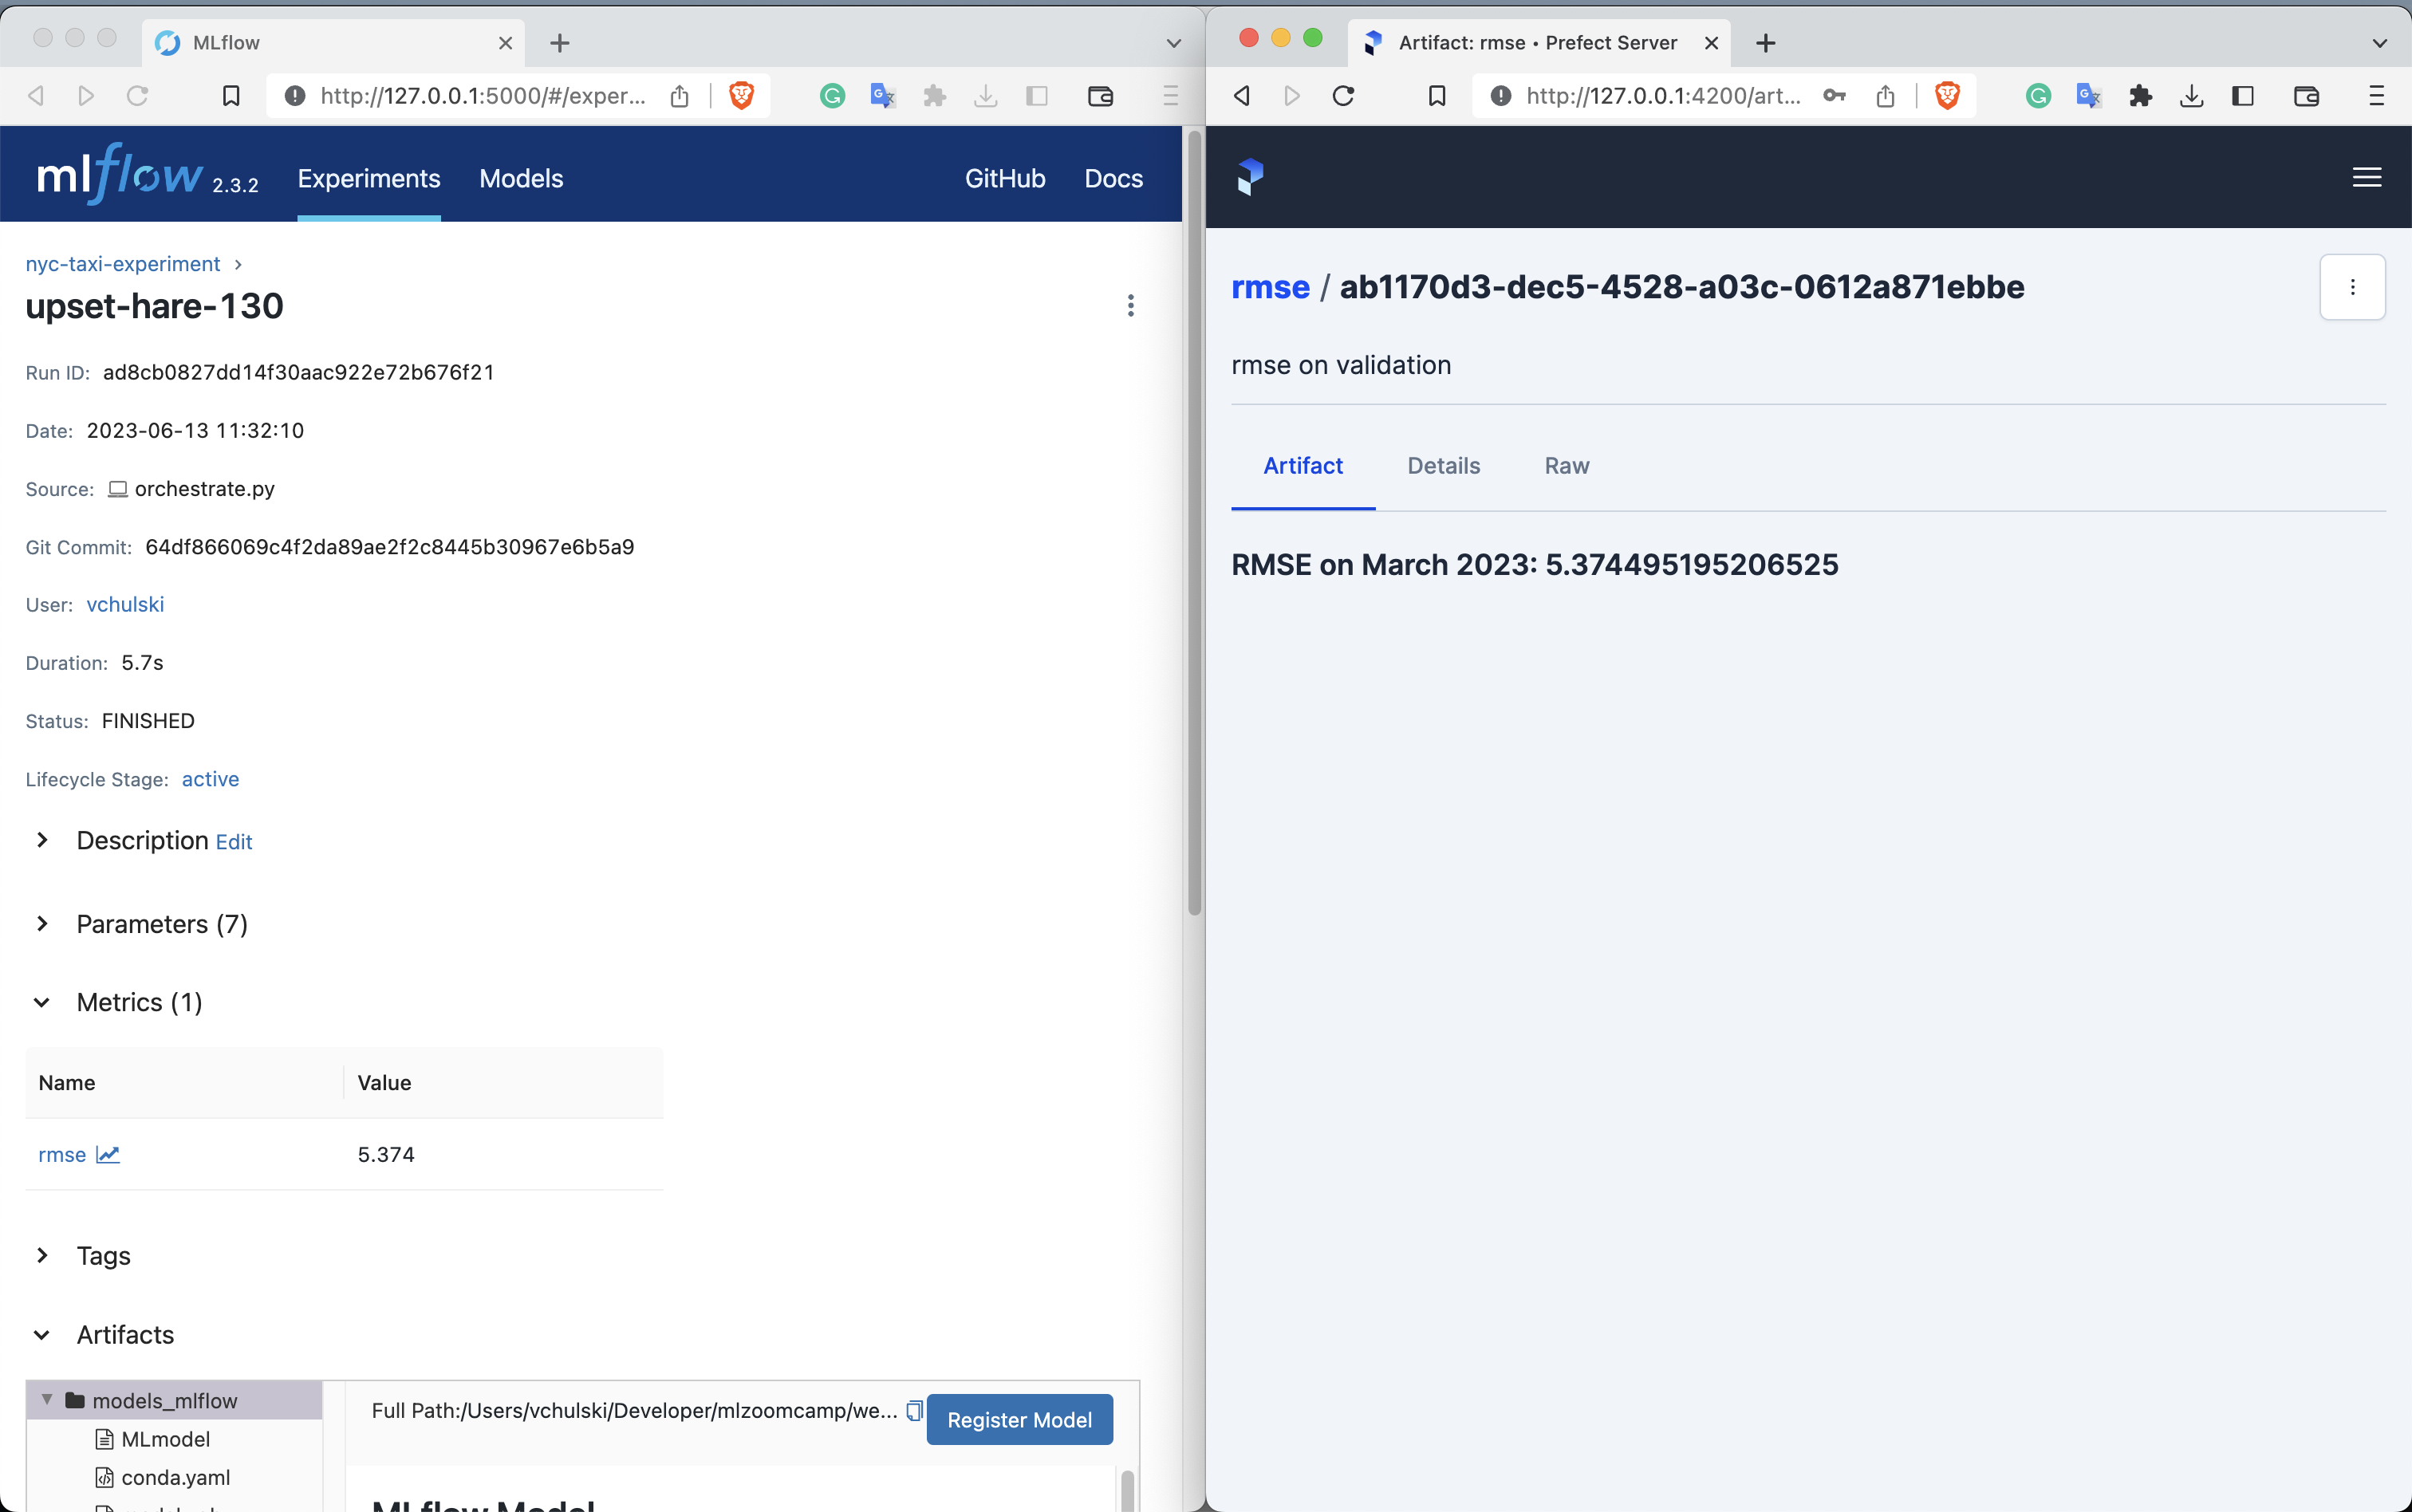 MLflow
http://127.0.0.1:5000/#/exper...
mlflow 2.3.2
Experiments
Models
GitHub
Docs
nyc-taxi-experiment
upset-hare-130
Run ID: ad8cb0827dd14f30aac922e72b676f21
Date: 2023-06-13 11:32:10
Source: orchestrate.py
Git Commit: 64df866069c4f2da89ae2f2c8445b30967e6b5a9
User: vchulski
Duration: 5.7s
Status: FINISHED
Lifecycle Stage: active
Description Edit
Parameters (7)
Metrics (1)
Name Value
rmse 5.374
Tags
Artifacts
models_mlflow
MLmodel
conda.yaml
Full Path:/Users/vchulski/Developer/mlzoomcamp/we...
Register Model
MLflow Model
Artifact: rmse • Prefect Server
http://127.0.0.1:4200/art...
rmse / ab1170d3-dec5-4528-a03c-0612a871ebbe
rmse on validation
Artifact
Details
Raw
RMSE on March 2023: 5.374495195206525